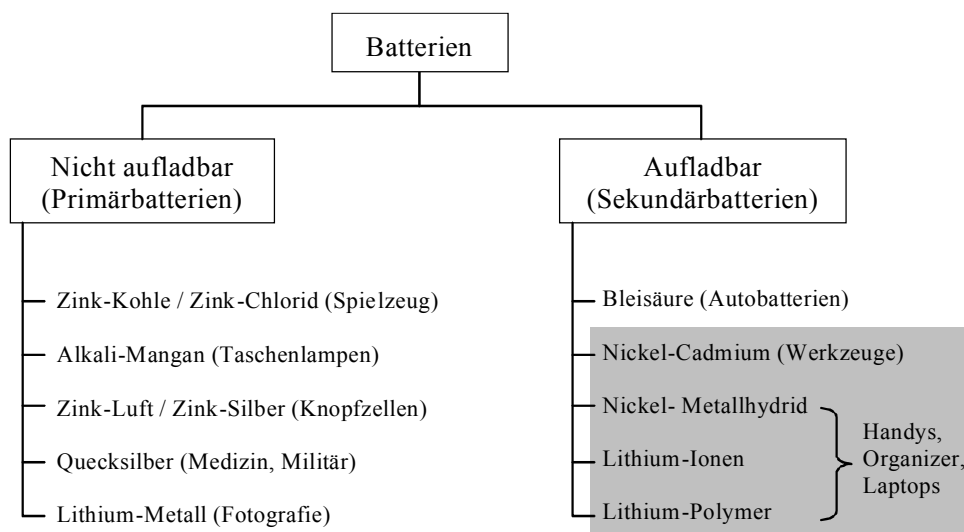 Batterien
Nicht aufladbar
(Primärbatterien)
Zink-Kohle / Zink-Chlorid (Spielzeug)
Alkali-Mangan (Taschenlampen)
Zink-Luft / Zink-Silber (Knopfzellen)
Quecksilber (Medizin, Militär)
Lithium-Metall (Fotografie)
Aufladbar
(Sekundärbatterien)
Bleisäure (Autobatterien)
Nickel-Cadmium (Werkzeuge)
Nickel- Metallhydrid
Lithium-Ionen
Lithium-Polymer
Handys,
Organizer,
Laptops